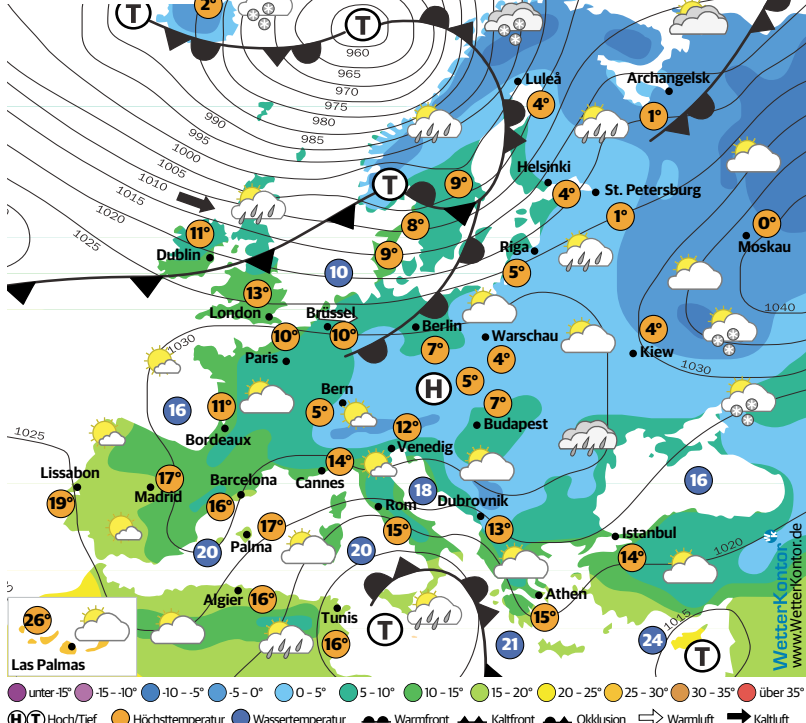 T
2°
T
960
965
970
975
980
985
990
995
1000
1005
1010
1015
1020
1025
Luleå
4°
Archangelsk
1°
T
9°
Helsinki
4°
St. Petersburg
1°
8°
11°
Dublin
9°
10
Riga
5°
0°
Moskau
13°
London
Brüssel
10°
10°
Paris
Berlin
7°
Warschau
4°
4°
Kiew
1040
1030
1030
H
5°
7°
Budapest
Bern
5°
16
11°
Bordeaux
12°
Venedig
1025
Lissabon
19°
17°
Madrid
Barcelona
16°
14°
Cannes
18
Rom
15°
Dubrovnik
13°
16
Istanbul
14°
1020
17°
Palma
20
20
Algier
16°
Tunis
16°
T
Athen
15°
21
24
1015
T
26°
Las Palmas
WetterKontor
www.WetterKontor.de
unter -15° -15 - -10° -10 - -5° -5 - 0° 0 - 5° 5 - 10° 10 - 15° 15 - 20° 20 - 25° 25 - 30° 30 - 35° über 35°
H T Hoch/Tief Höchsttemperatur Wassertemperatur Warmfront Kaltfront Okklusion Warmluft Kaltluft